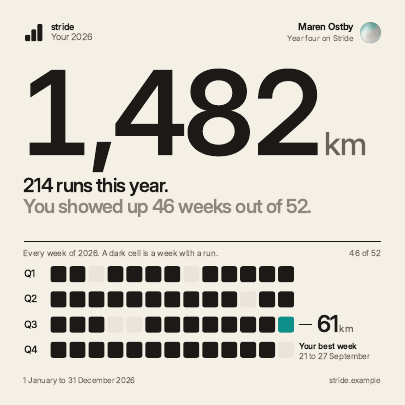 stride
Your 2026
Maren Ostby
Year four on Stride
1,482 km
214 runs this year.
You showed up 46 weeks out of 52.
Every week of 2026. A dark cell is a week with a run.
46 of 52
Q1
Q2
Q3
61 km
Q4
Your best week
21 to 27 September
1 January to 31 December 2026
stride.example